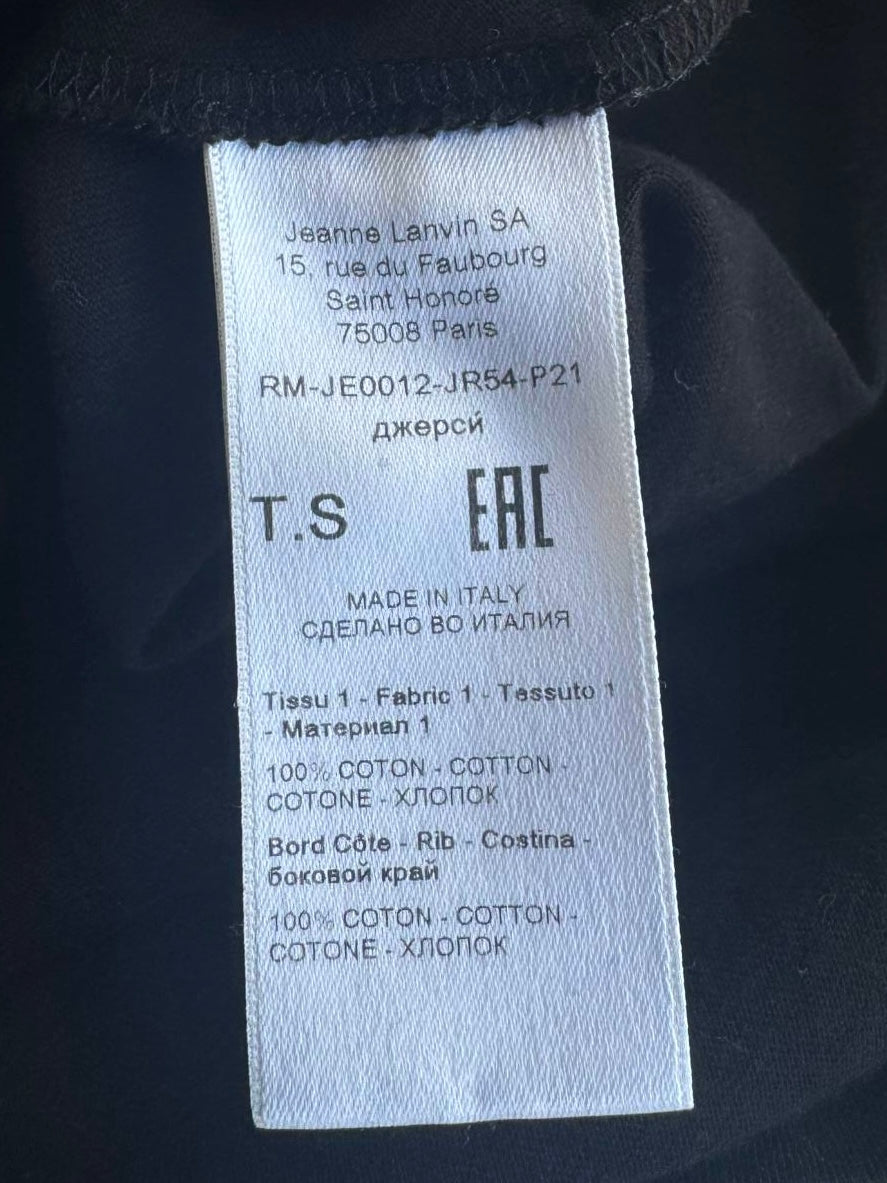 Jeanne Lanvin SA
15, rue du Faubourg
Saint Honoré
75008 Paris
RM-JE0012-JR54-P21
джерси́
T.S EAC
MADE IN ITALY
СДЕЛАНО ВО ИТАЛИЯ
Tissu 1 - Fabric 1 - Tessuto 1
- Материал 1
100% COTON - COTTON -
COTONE - ХЛОПОК
Bord Côte - Rib - Costina -
боковой край
100% COTON - COTTON -
COTONE - ХЛОПОК